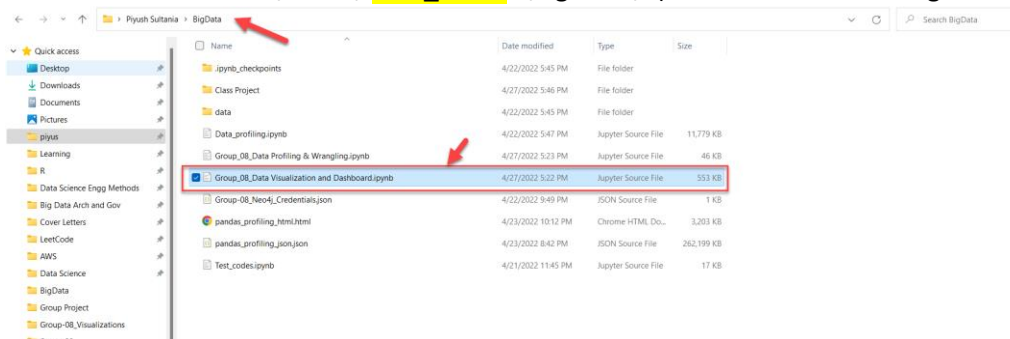 Piyush Sultania > BigData
Search BigData
Name Date modified Type Size
Quick access
Desktop
Downloads
Documents
Pictures
piyus
Learning
R
Data Science Engg Methods
Big Data Arch and Gov
Cover Letters
LeetCode
AWS
Data Science
BigData
Group Project
Group-08_Visualizations
.ipynb_checkpoints 4/22/2022 5:45 PM File folder
Class Project 4/27/2022 5:46 PM File folder
data 4/22/2022 5:45 PM File folder
Data_profiling.ipynb 4/22/2022 5:47 PM Jupyter Source File 11,779 KB
Group_08_Data Profiling & Wrangling.ipynb 4/27/2022 5:23 PM Jupyter Source File 46 KB
Group_08_Data Visualization and Dashboard.ipynb 4/27/2022 5:22 PM Jupyter Source File 553 KB
Group-08_Neo4j_Credentials.json 4/22/2022 9:49 PM JSON Source File 1 KB
pandas_profiling_html.html 4/23/2022 10:12 PM Chrome HTML Do... 3,203 KB
pandas_profiling_json.json 4/23/2022 8:42 PM JSON Source File 262,199 KB
Test_codes.ipynb 4/21/2022 11:45 PM Jupyter Source File 17 KB